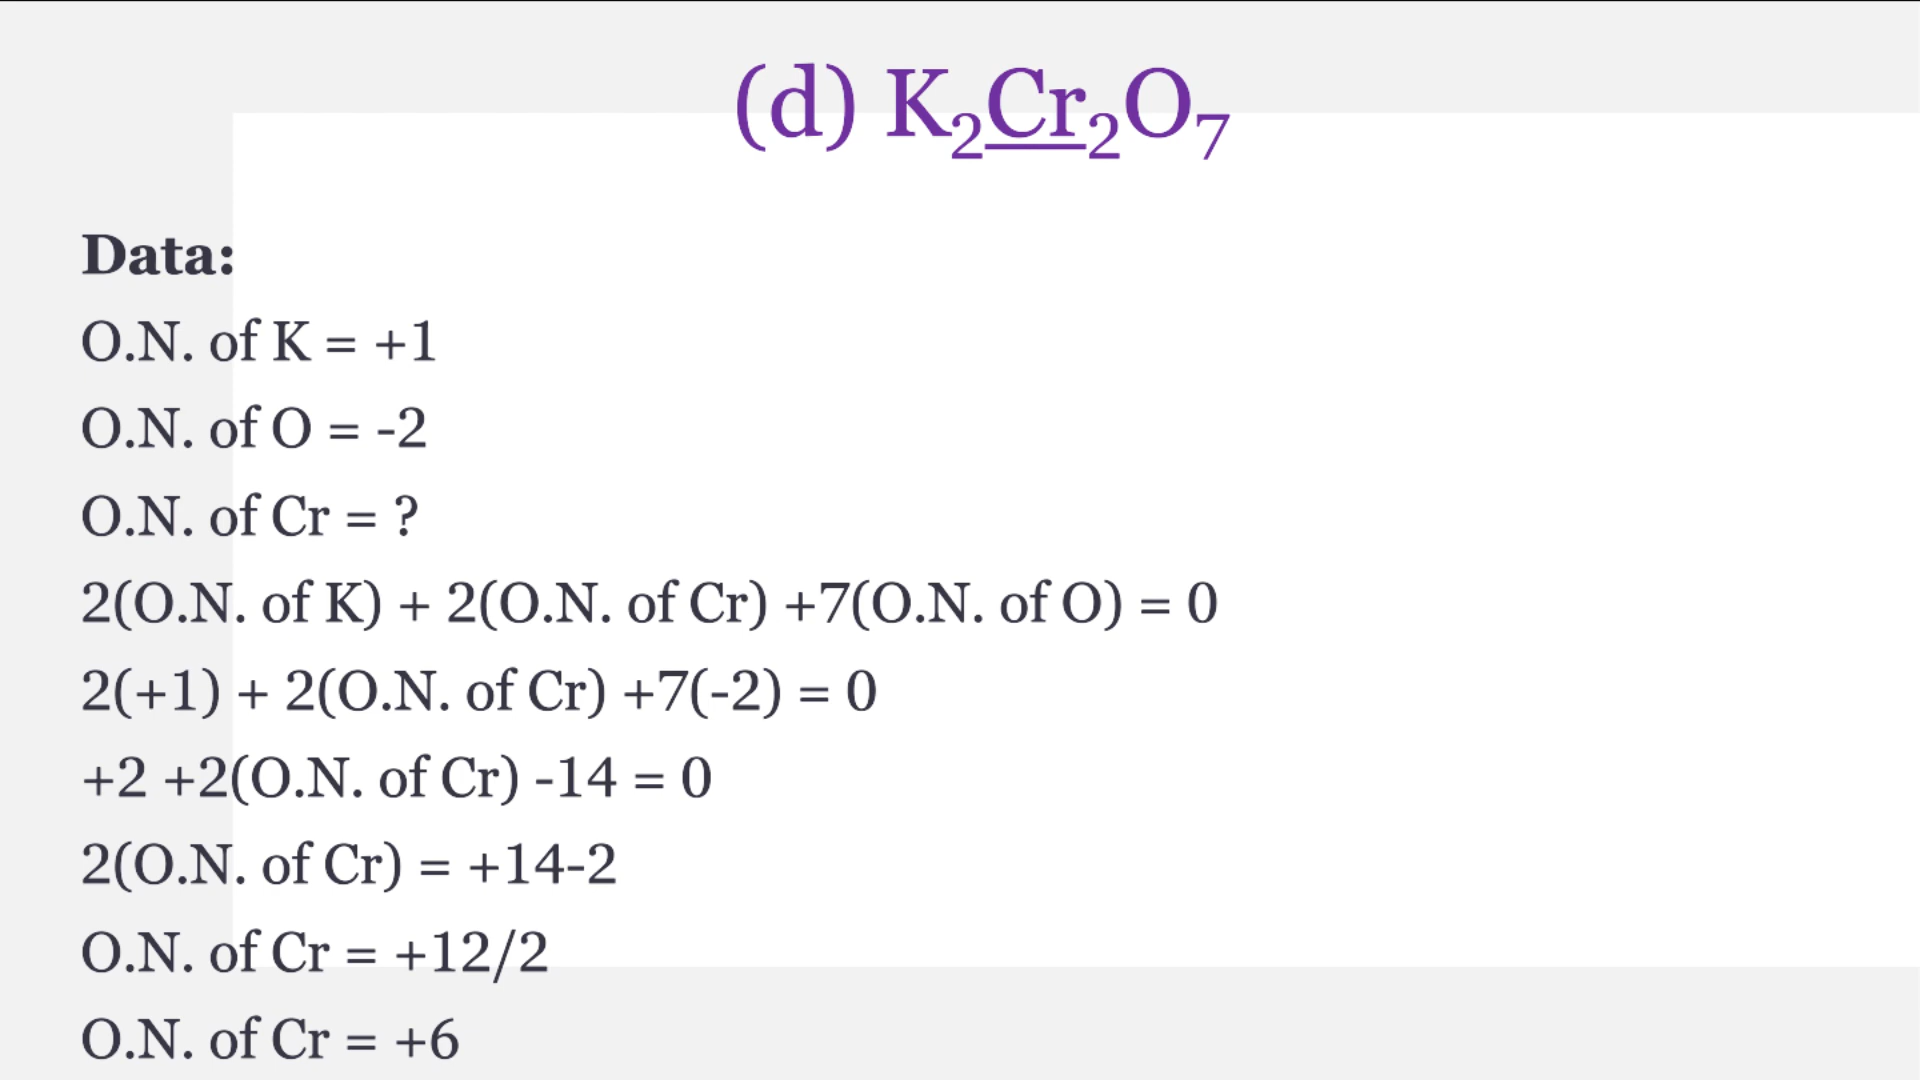 (d) K₂Cr₂O₇
Data:
O.N. of K = +1
O.N. of O = -2
O.N. of Cr = ?
2(O.N. of K) + 2(O.N. of Cr) +7(O.N. of O) = 0
2(+1) + 2(O.N. of Cr) +7(-2) = 0
+2 +2(O.N. of Cr) -14 = 0
2(O.N. of Cr) = +14-2
O.N. of Cr = +12/2
O.N. of Cr = +6